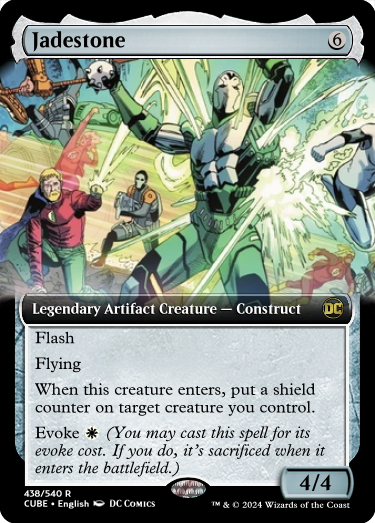 Jadestone 6
Legendary Artifact Creature — Construct DC
Flash
Flying
When this creature enters, put a shield
counter on target creature you control.
Evoke (You may cast this spell for its
evoke cost. If you do, it's sacrificed when it
enters the battlefield.)
4/4
438/540 R
CUBE • English DC COMICS
™ & © 2024 Wizards of the Coast